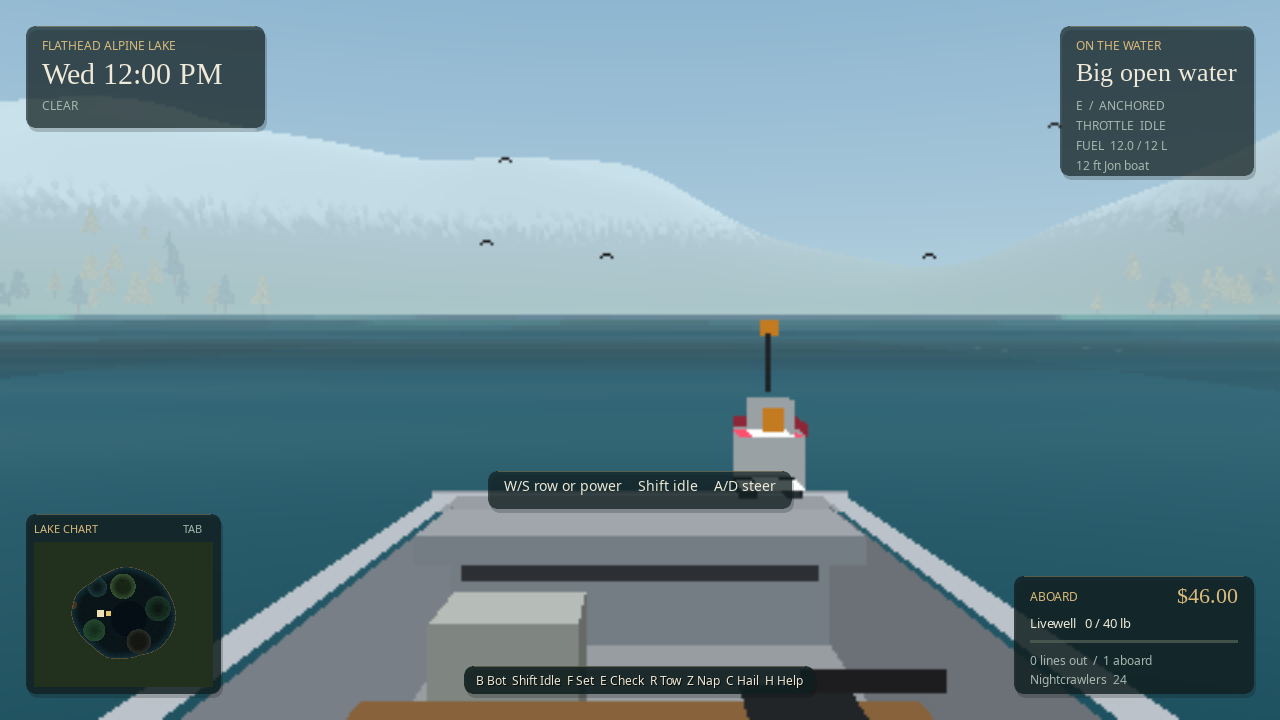 FLATHEAD ALPINE LAKE
Wed 12:00 PM
CLEAR
ON THE WATER
Big open water
E / ANCHORED
THROTTLE IDLE
FUEL 12.0 / 12 L
12 ft Jon boat
W/S row or power Shift idle A/D steer
LAKE CHART TAB
ABOARD $46.00
Livewell 0 / 40 lb
0 lines out / 1 aboard
Nightcrawlers 24
B Bot Shift Idle F Set E Check R Tow Z Nap C Hail H Help